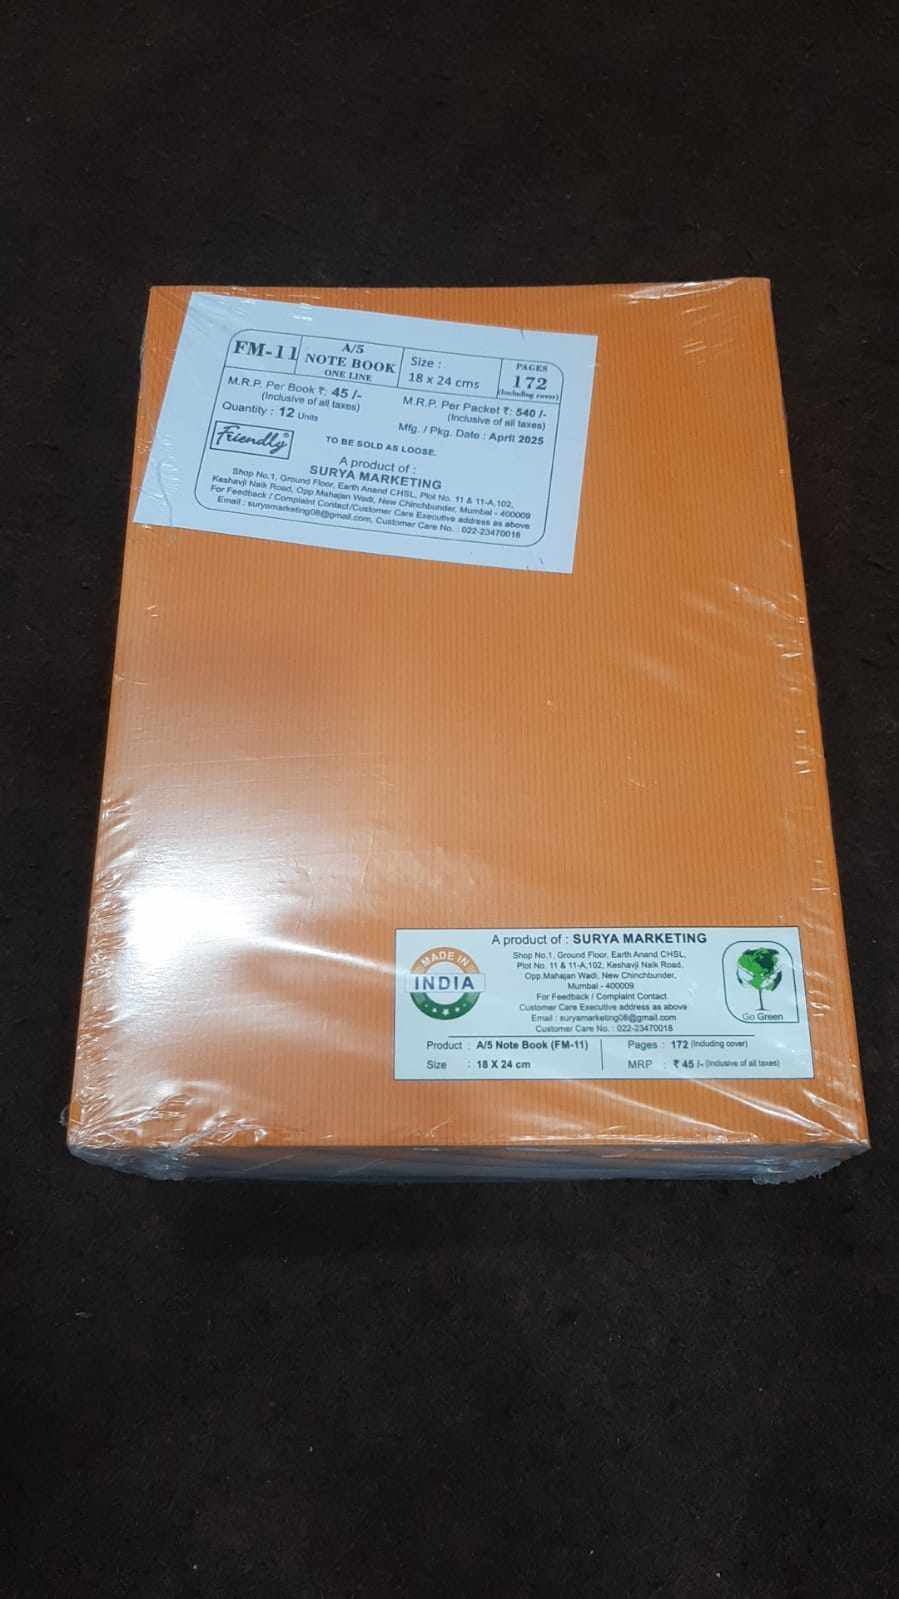 FM-11
A/5
NOTE BOOK
ONE LINE
Size :
18 x 24 cms
PAGES
172
(Including cover)
M.R.P. Per Book ₹: 45 /-
(Inclusive of all taxes)
Quantity : 12 Units
M.R.P. Per Packet ₹: 540 /-
(Inclusive of all taxes)
Mfg. / Pkg. Date : April 2025
Friendly®
TO BE SOLD AS LOOSE.
A product of :
SURYA MARKETING
Shop No.1, Ground Floor, Earth Anand CHSL, Plot No. 11 & 11-A,102,
Keshavji Naik Road, Opp.Mahajan Wadi, New Chinchbunder, Mumbai - 400009
For Feedback / Complaint Contact/Customer Care Executive address as above
Email : suryamarketing08@gmail.com, Customer Care No. : 022-23470018
MADE IN
INDIA
A product of : SURYA MARKETING
Shop No.1, Ground Floor, Earth Anand CHSL,
Plot No. 11 & 11-A,102, Keshavji Naik Road,
Opp.Mahajan Wadi, New Chinchbunder,
Mumbai - 400009
For Feedback / Complaint Contact
Customer Care Executive address as above
Email : suryamarketing08@gmail.com
Customer Care No. : 022-23470018
Go Green
Product : A/5 Note Book (FM-11)
Size : 18 X 24 cm
Pages : 172 (Including cover)
MRP : ₹ 45 /- (Inclusive of all taxes)